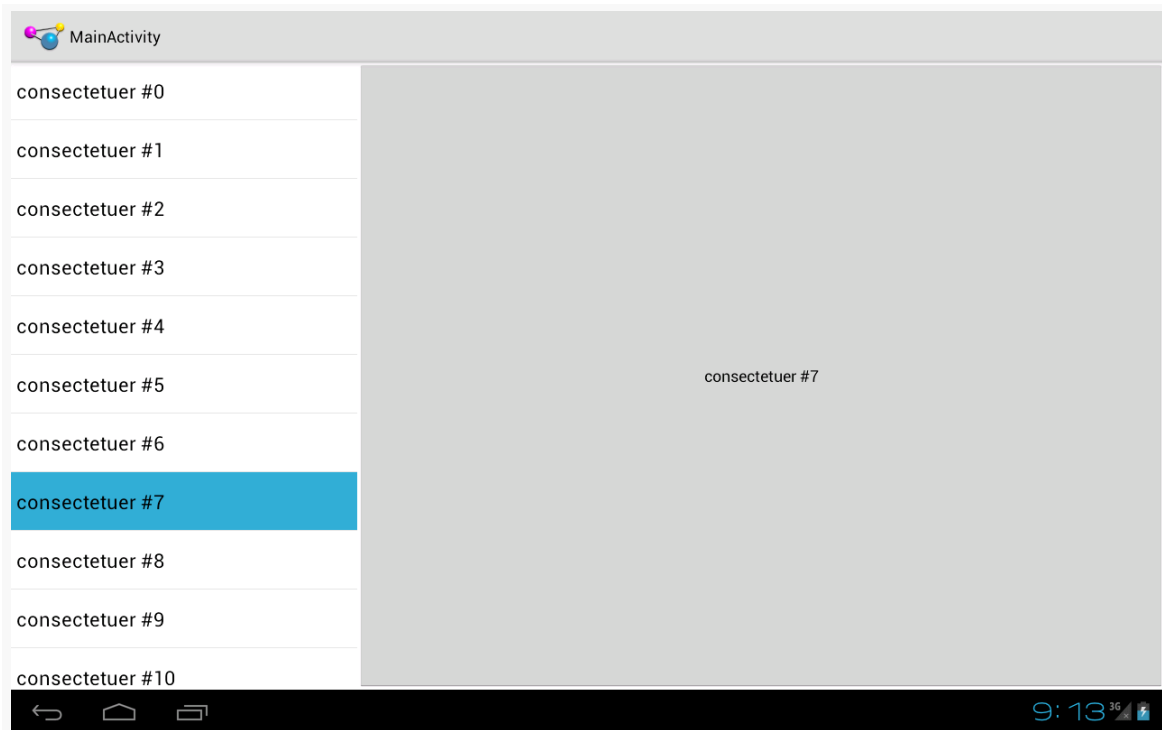 MainActivity
consectetuer #0
consectetuer #1
consectetuer #2
consectetuer #3
consectetuer #4
consectetuer #5
consectetuer #6
consectetuer #7
consectetuer #8
consectetuer #9
consectetuer #10
consectetuer #7
9:13 3G